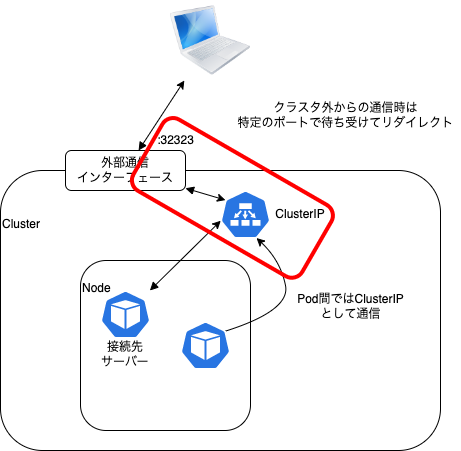 クラスタ外からの通信時は
特定のポートで待ち受けてリダイレクト
:32323
外部通信
インターフェース
ClusterIP
Cluster
Node
Pod間ではClusterIP
として通信
接続先
サーバー